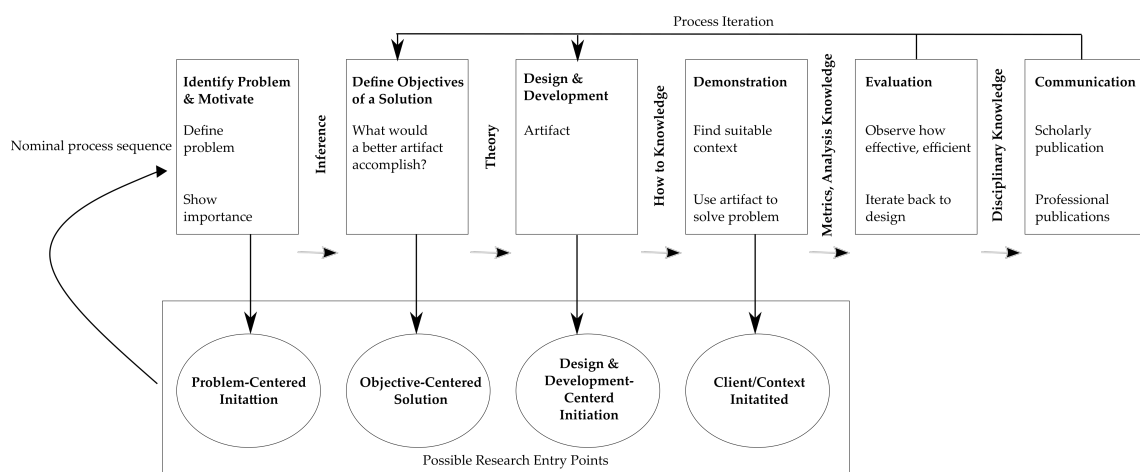 Process Iteration
Identify Problem
& Motivate
Define
problem
Show
importance
Inference
Define Objectives
of a Solution
What would
a better artifact
accomplish?
Theory
Design &
Development
Artifact
How to Knowledge
Demonstration
Find suitable
context
Use artifact to
solve problem
Metrics, Analysis Knowledge
Evaluation
Observe how
effective, efficient
Iterate back to
design
Disciplinary Knowledge
Communication
Scholarly
publication
Professional
publications
Nominal process sequence
Problem-Centered
Initattion
Objective-Centered
Solution
Design &
Development-
Centerd
Initiation
Client/Context
Initatited
Possible Research Entry Points